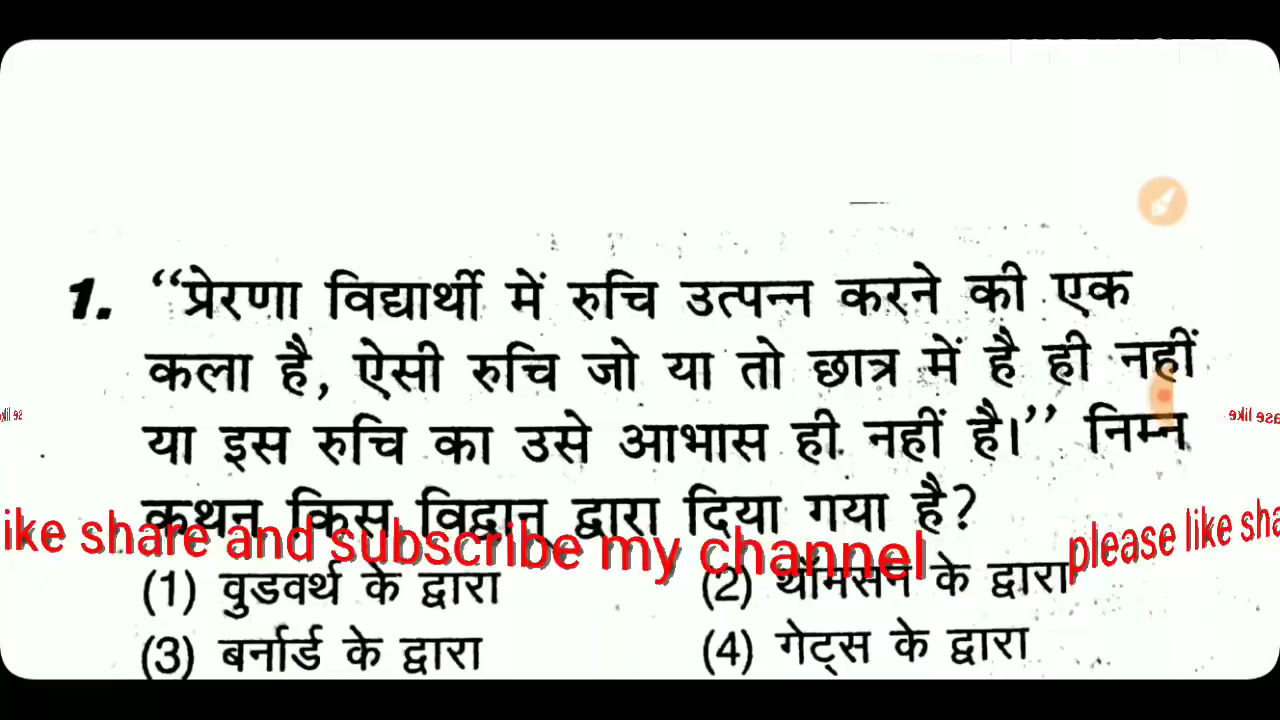 1. “प्रेरणा विद्यार्थी में रुचि उत्पन्न करने की एक
कला है, ऐसी रुचि जो या तो छात्र में है ही नहीं
या इस रुचि का उसे आभास ही नहीं है।” निम्न
कथन किस विद्वान् द्वारा दिया गया है?
ike share and subscribe my channel
please like sha
(1) वुडवर्थ के द्वारा
(2) थॉमसन के द्वारा
(3) बर्नार्ड के द्वारा
(4) गेट्स के द्वारा